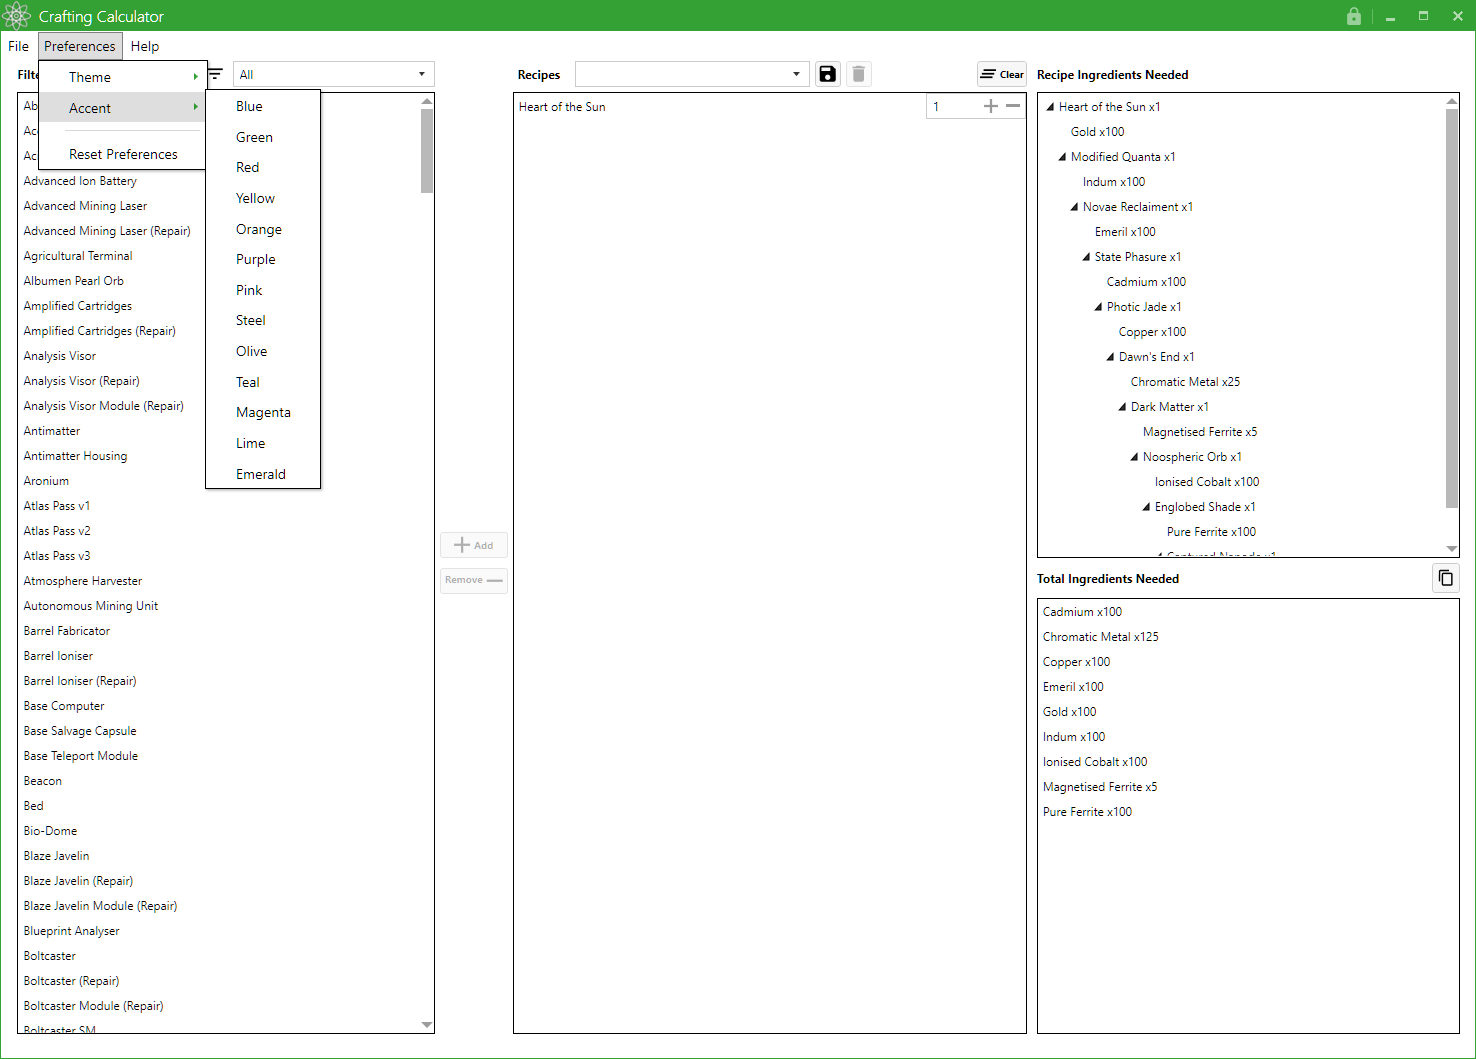 Crafting Calculator
File Preferences Help
Theme
Accent
Reset Preferences
Blue
Green
Red
Yellow
Orange
Purple
Pink
Steel
Olive
Teal
Magenta
Lime
Emerald
All
Advanced Ion Battery
Advanced Mining Laser
Advanced Mining Laser (Repair)
Agricultural Terminal
Albumen Pearl Orb
Amplified Cartridges
Amplified Cartridges (Repair)
Analysis Visor
Analysis Visor (Repair)
Analysis Visor Module (Repair)
Antimatter
Antimatter Housing
Aronium
Atlas Pass v1
Atlas Pass v2
Atlas Pass v3
Atmosphere Harvester
Autonomous Mining Unit
Barrel Fabricator
Barrel Ioniser
Barrel Ioniser (Repair)
Base Computer
Base Salvage Capsule
Base Teleport Module
Beacon
Bed
Bio-Dome
Blaze Javelin
Blaze Javelin (Repair)
Blaze Javelin Module (Repair)
Blueprint Analyser
Boltcaster
Boltcaster (Repair)
Boltcaster Module (Repair)
Boltcaster SM
Add
Remove
Recipes
Clear
Heart of the Sun 1
Recipe Ingredients Needed
Heart of the Sun x1
Gold x100
Modified Quanta x1
Indum x100
Novae Reclaiment x1
Emeril x100
State Phasure x1
Cadmium x100
Photic Jade x1
Copper x100
Dawn's End x1
Chromatic Metal x25
Dark Matter x1
Magnetised Ferrite x5
Noospheric Orb x1
Ionised Cobalt x100
Englobed Shade x1
Pure Ferrite x100
Total Ingredients Needed
Cadmium x100
Chromatic Metal x125
Copper x100
Emeril x100
Gold x100
Indum x100
Ionised Cobalt x100
Magnetised Ferrite x5
Pure Ferrite x100